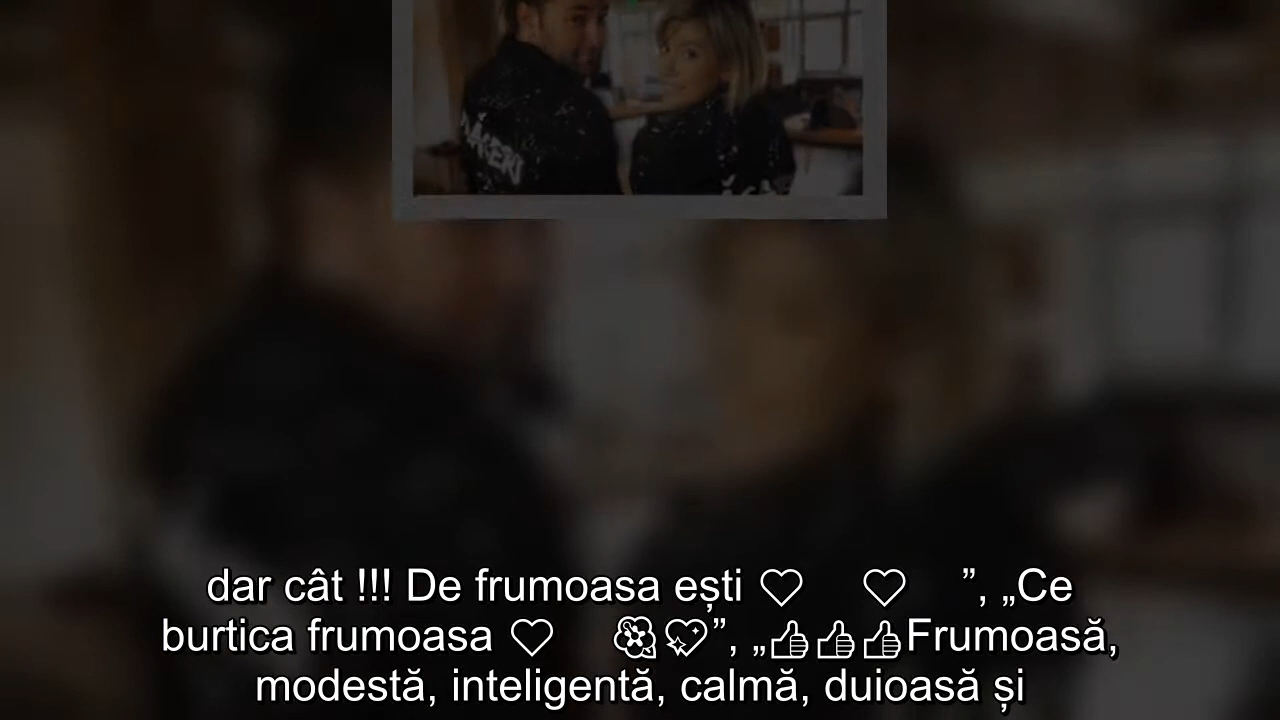 dar cât !!! De frumoasa ești ♡ ♡ ”, „Ce
burtica frumoasa ♡ 🌼💖”, „👍👍👍Frumoasă,
modestă, inteligentă, calmă, duioasă și